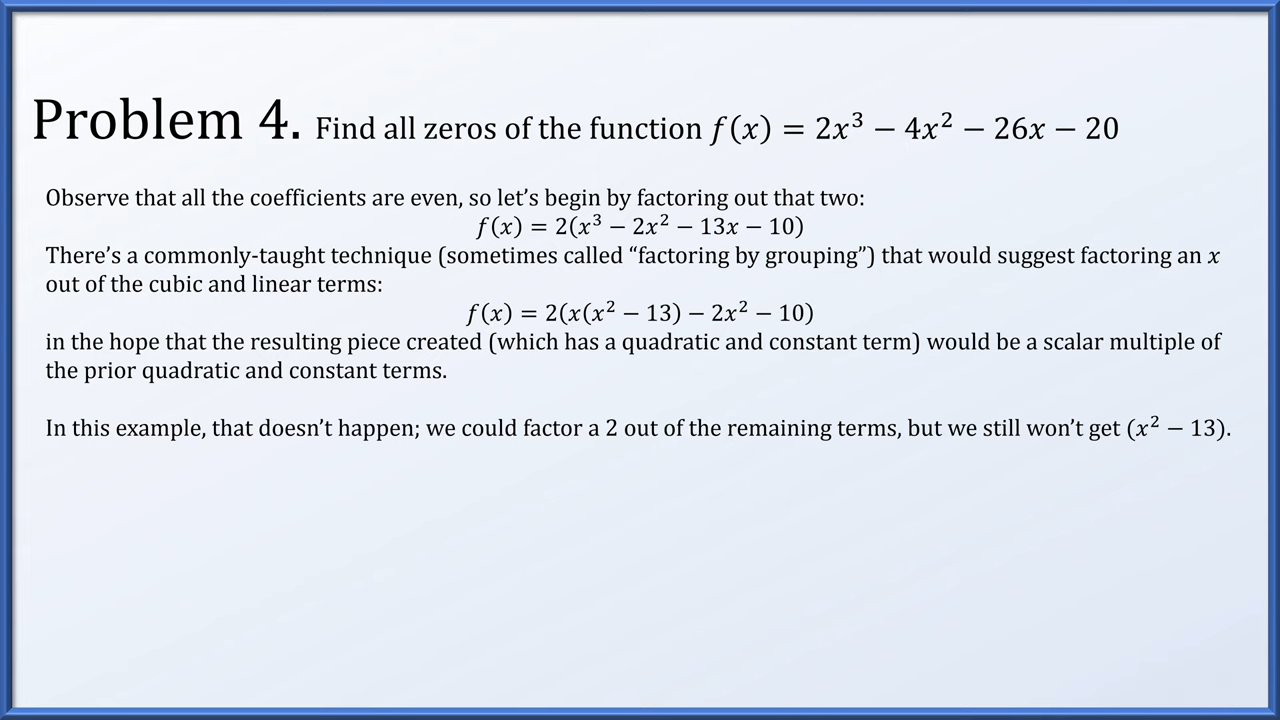 Problem 4. Find all zeros of the function 𝑓(𝑥) = 2𝑥³ − 4𝑥² − 26𝑥 − 20
Observe that all the coefficients are even, so let’s begin by factoring out that two:
𝑓(𝑥) = 2(𝑥³ − 2𝑥² − 13𝑥 − 10)
There’s a commonly-taught technique (sometimes called “factoring by grouping”) that would suggest factoring an 𝑥
out of the cubic and linear terms:
𝑓(𝑥) = 2(𝑥(𝑥² − 13) − 2𝑥² − 10)
in the hope that the resulting piece created (which has a quadratic and constant term) would be a scalar multiple of
the prior quadratic and constant terms.
In this example, that doesn’t happen; we could factor a 2 out of the remaining terms, but we still won’t get (𝑥² − 13).